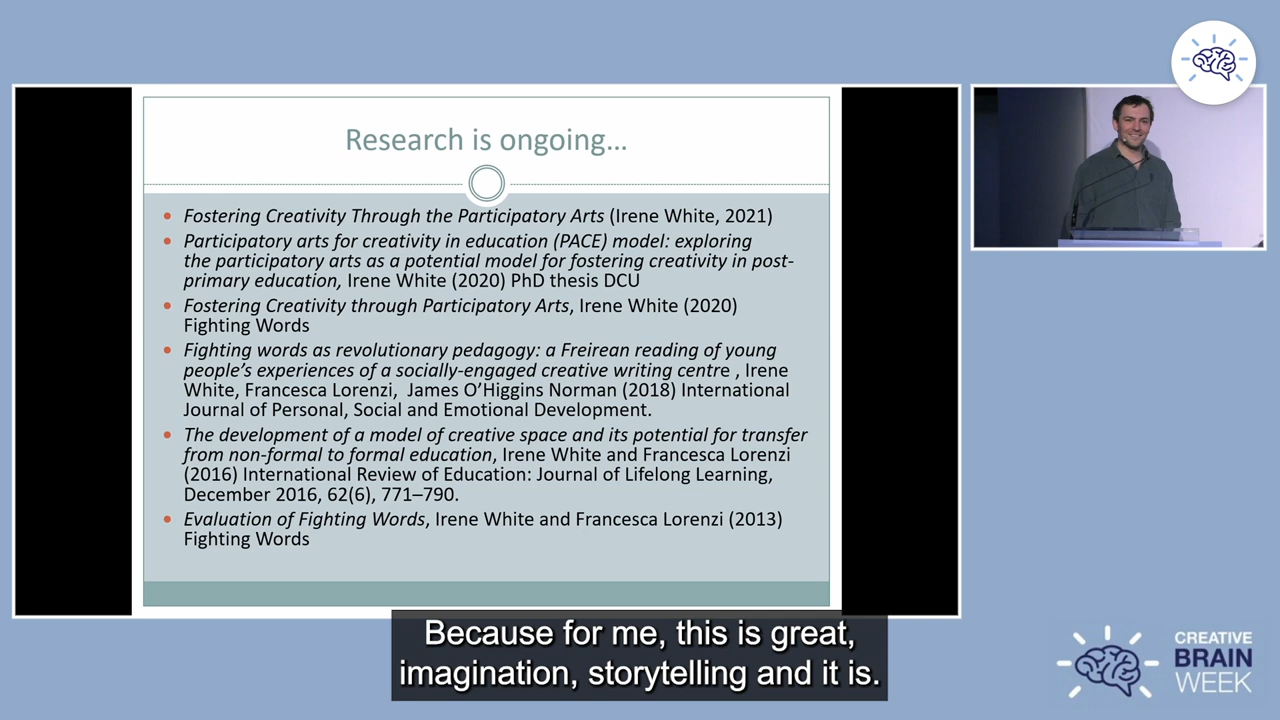 Research is ongoing…
• Fostering Creativity Through the Participatory Arts (Irene White, 2021)
• Participatory arts for creativity in education (PACE) model: exploring
the participatory arts as a potential model for fostering creativity in post-
primary education, Irene White (2020) PhD thesis DCU
• Fostering Creativity through Participatory Arts, Irene White (2020)
Fighting Words
• Fighting words as revolutionary pedagogy: a Freirean reading of young
people’s experiences of a socially-engaged creative writing centre , Irene
White, Francesca Lorenzi, James O’Higgins Norman (2018) International
Journal of Personal, Social and Emotional Development.
• The development of a model of creative space and its potential for transfer
from non-formal to formal education, Irene White and Francesca Lorenzi
(2016) International Review of Education: Journal of Lifelong Learning,
December 2016, 62(6), 771–790.
• Evaluation of Fighting Words, Irene White and Francesca Lorenzi (2013)
Fighting Words
Because for me, this is great,
imagination, storytelling and it is.
CREATIVE
BRAIN
WEEK